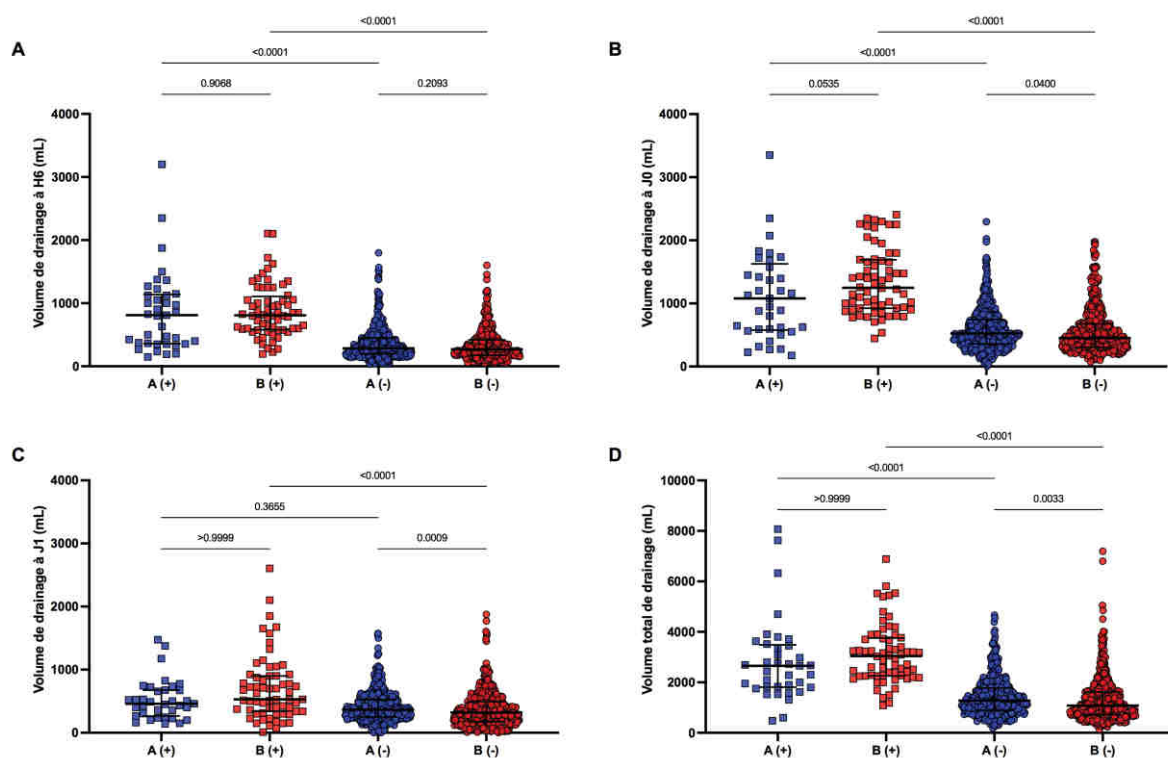 A
<0.0001
<0.0001
0.9068
0.2093
Volume de drainage à H6 (mL)
4000
3000
2000
1000
0
A (+)
B (+)
A (-)
B (-)
B
<0.0001
<0.0001
0.0535
0.0400
Volume de drainage à J0 (mL)
4000
3000
2000
1000
0
A (+)
B (+)
A (-)
B (-)
C
<0.0001
0.3655
>0.9999
0.0009
Volume de drainage à J1 (mL)
4000
3000
2000
1000
0
A (+)
B (+)
A (-)
B (-)
D
<0.0001
<0.0001
>0.9999
0.0033
Volume total de drainage (mL)
10000
8000
6000
4000
2000
0
A (+)
B (+)
A (-)
B (-)